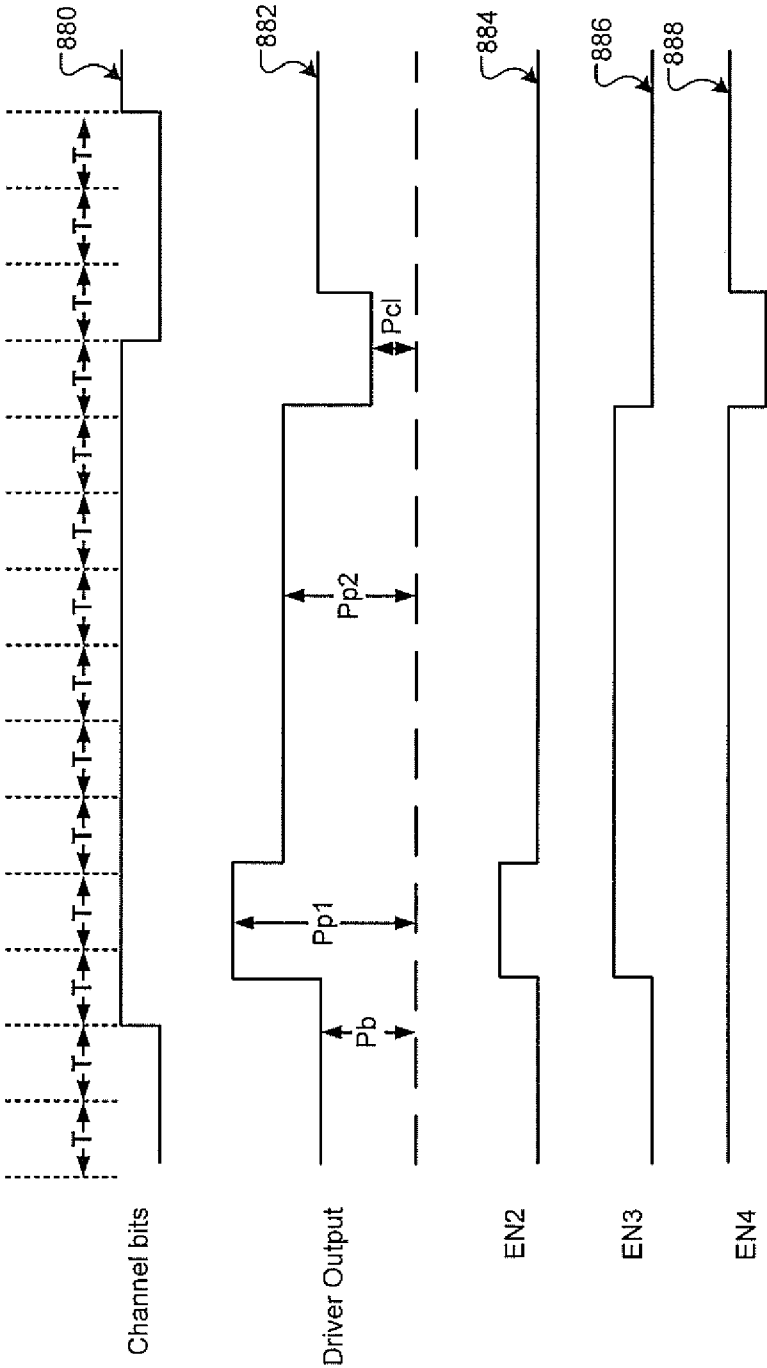 T T T T T T T T T T T T T T
Channel bits
880
Driver Output
Pb
Pp1
Pp2
Pcl
882
EN2
884
EN3
886
EN4
888